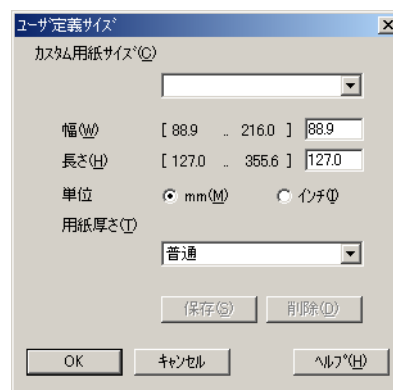 ユーザ定義サイズ
カスタム用紙サイズ(C)
幅(W) [ 88.9 .. 216.0 ] 88.9
長さ(H) [ 127.0 .. 355.6 ] 127.0
単位 mm(M) インチ(I)
用紙厚さ(T)
普通
保存(S) 削除(D)
OK キャンセル ヘルプ(H)